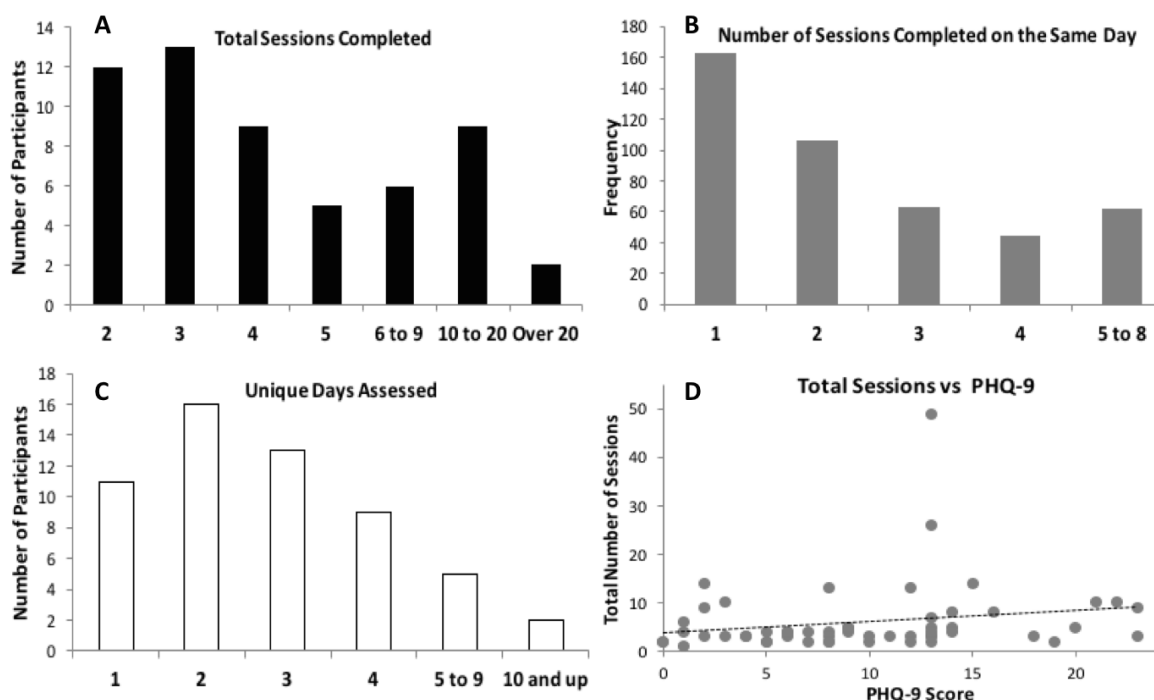 A
Total Sessions Completed
Number of Participants
14
12
10
8
6
4
2
0
2 3 4 5 6 to 9 10 to 20 Over 20
B
Number of Sessions Completed on the Same Day
Frequency
180
160
140
120
100
80
60
40
20
0
1 2 3 4 5 to 8
C
Unique Days Assessed
Number of Participants
18
16
14
12
10
8
6
4
2
0
1 2 3 4 5 to 9 10 and up
D
Total Sessions vs PHQ-9
Total Number of Sessions
50
40
30
20
10
0
0 5 10 15 20
PHQ-9 Score